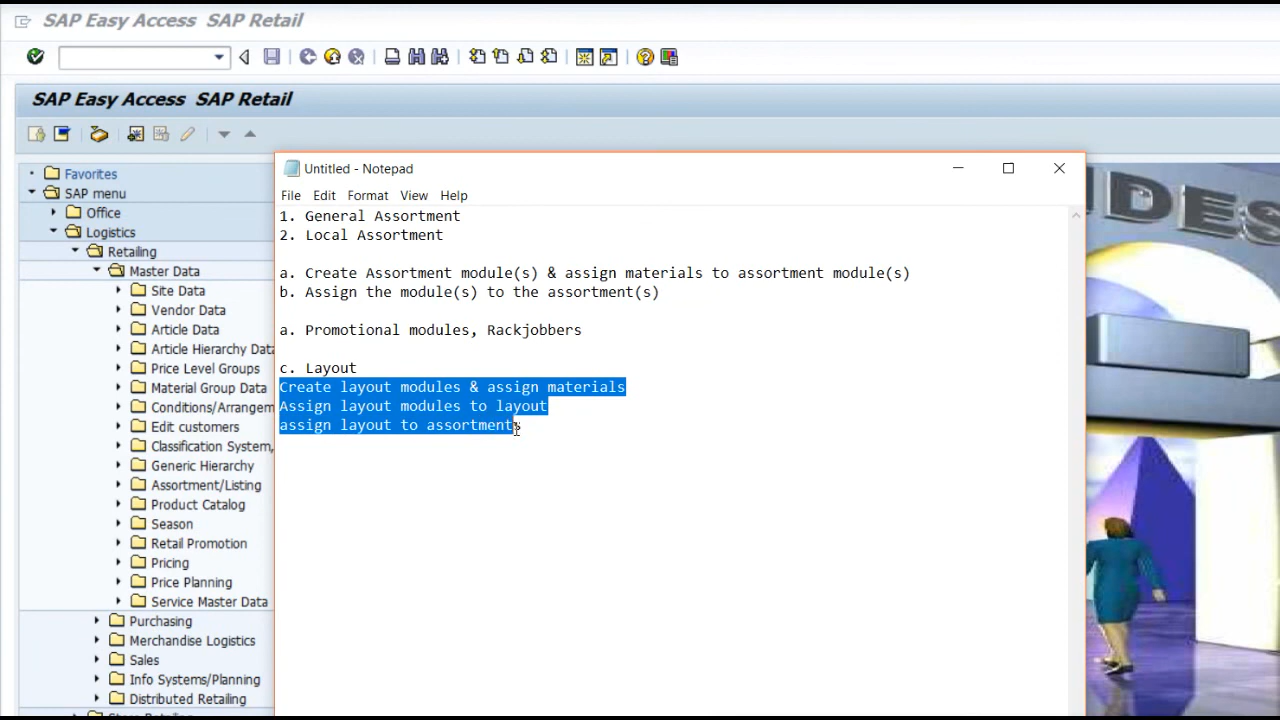 SAP Easy Access SAP Retail
SAP Easy Access SAP Retail
Favorites
SAP menu
Office
Logistics
Retailing
Master Data
Site Data
Vendor Data
Article Data
Article Hierarchy Data
Price Level Groups
Material Group Data
Conditions/Arrangem
Edit customers
Classification System,
Generic Hierarchy
Assortment/Listing
Product Catalog
Season
Retail Promotion
Pricing
Price Planning
Service Master Data
Purchasing
Merchandise Logistics
Sales
Info Systems/Planning
Distributed Retailing
Untitled - Notepad
File Edit Format View Help
1. General Assortment
2. Local Assortment
a. Create Assortment module(s) & assign materials to assortment module(s)
b. Assign the module(s) to the assortment(s)
a. Promotional modules, Rackjobbers
c. Layout
Create layout modules & assign materials
Assign layout modules to layout
assign layout to assortments
IDES